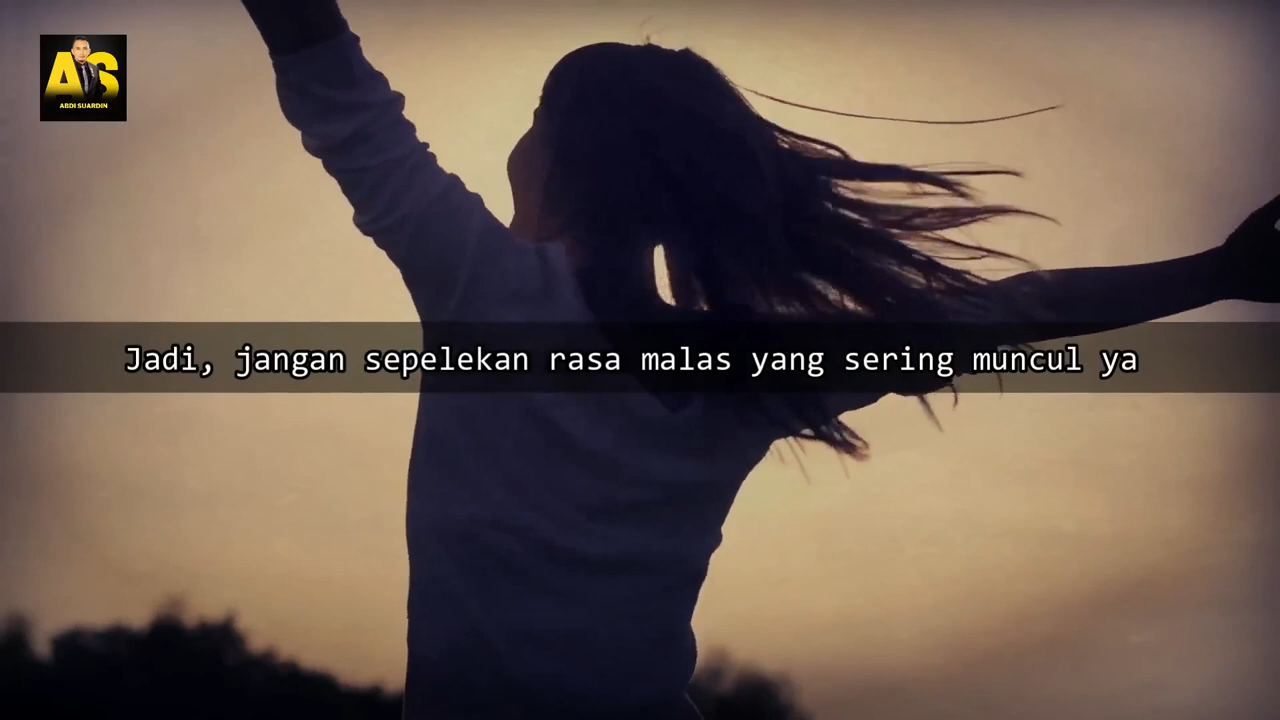 AS
ABDI SUARDIN
Jadi, jangan sepelekan rasa malas yang sering muncul ya